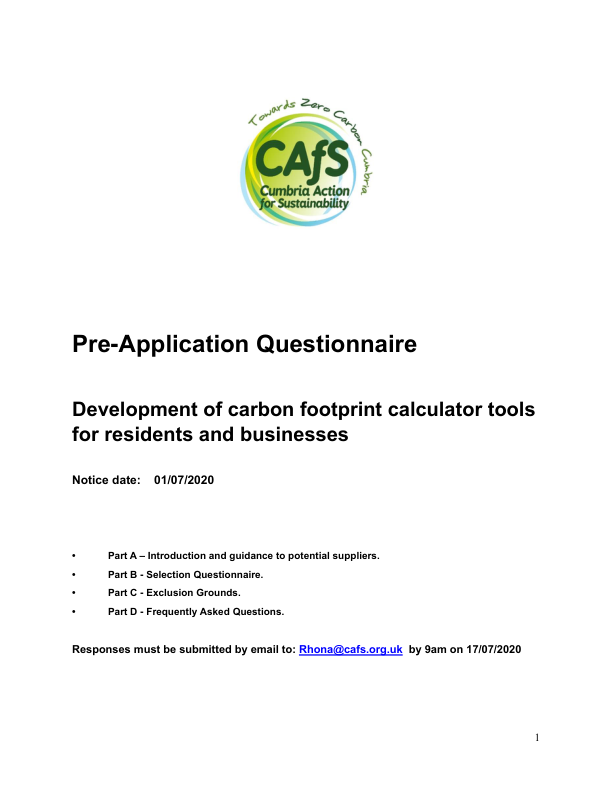 Towards Zero Carbon Cumbria
CAfS
Cumbria Action
for Sustainability
Pre-Application Questionnaire
Development of carbon footprint calculator tools
for residents and businesses
Notice date: 01/07/2020
• Part A – Introduction and guidance to potential suppliers.
• Part B - Selection Questionnaire.
• Part C - Exclusion Grounds.
• Part D - Frequently Asked Questions.
Responses must be submitted by email to: Rhona@cafs.org.uk by 9am on 17/07/2020
1